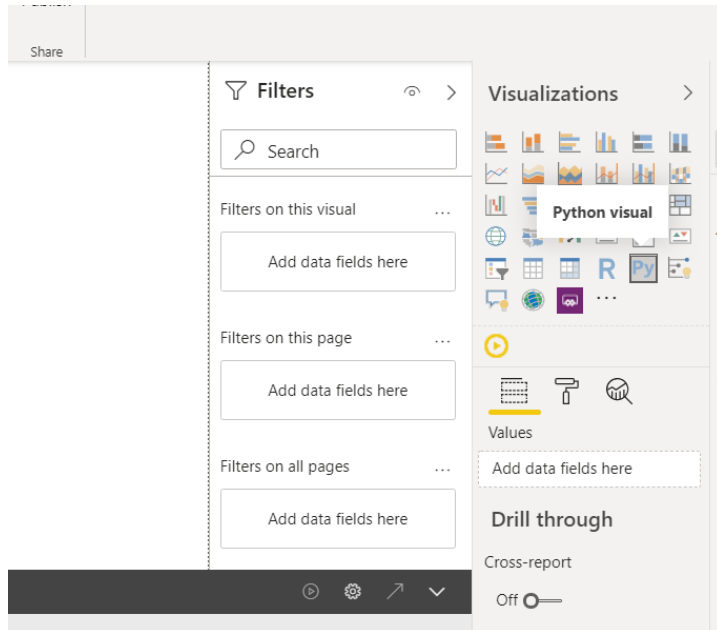 Share
Filters
Search
Filters on this visual
...
Add data fields here
Filters on this page
...
Add data fields here
Filters on all pages
...
Add data fields here
Visualizations
Python visual
R
Py
...
Values
Add data fields here
Drill through
Cross-report
Off